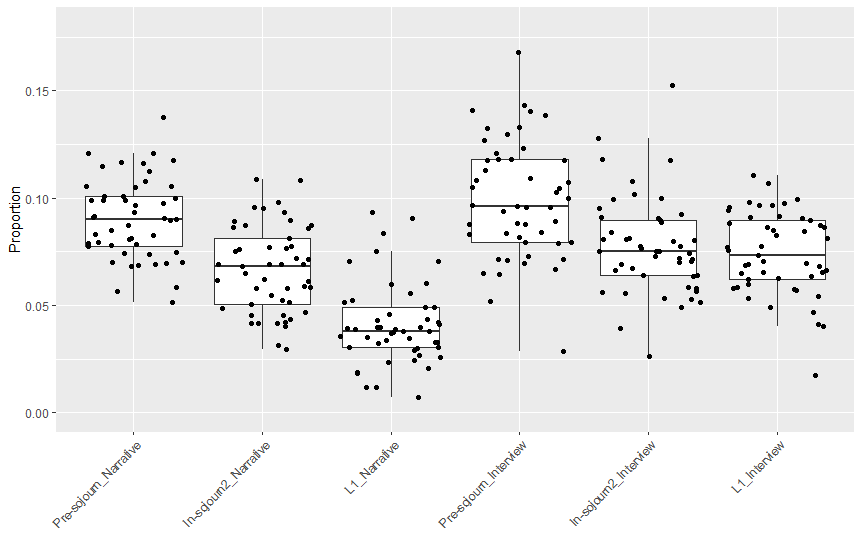 Proportion
0.15
0.10
0.05
0.00
Pre-sojourn_Narrative
In-sojourn2_Narrative
L1_Narrative
Pre-sojourn_Interview
In-sojourn2_Interview
L1_Interview